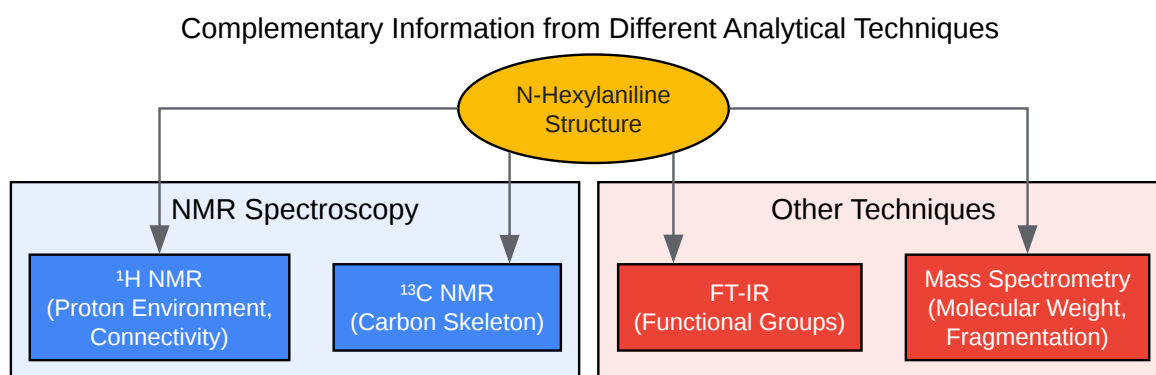 Complementary Information from Different Analytical Techniques
N-Hexylaniline
Structure
NMR Spectroscopy
Other Techniques
¹H NMR
(Proton Environment,
Connectivity)
¹³C NMR
(Carbon Skeleton)
FT-IR
(Functional Groups)
Mass Spectrometry
(Molecular Weight,
Fragmentation)